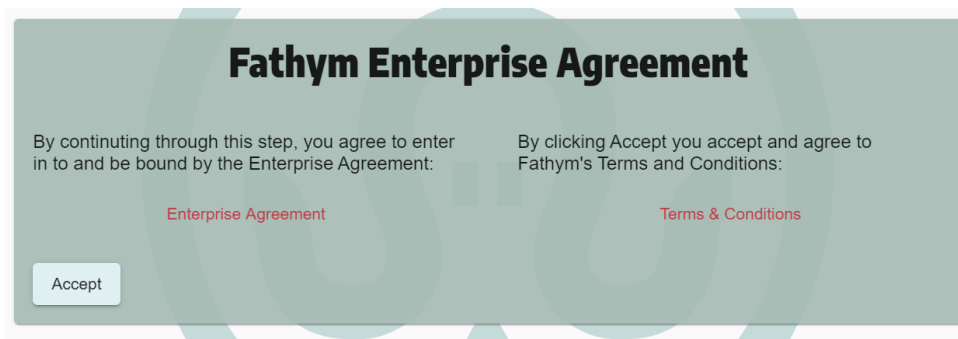 Fathym Enterprise Agreement
By continuting through this step, you agree to enter
in to and be bound by the Enterprise Agreement:
Enterprise Agreement
By clicking Accept you accept and agree to
Fathym's Terms and Conditions:
Terms & Conditions
Accept